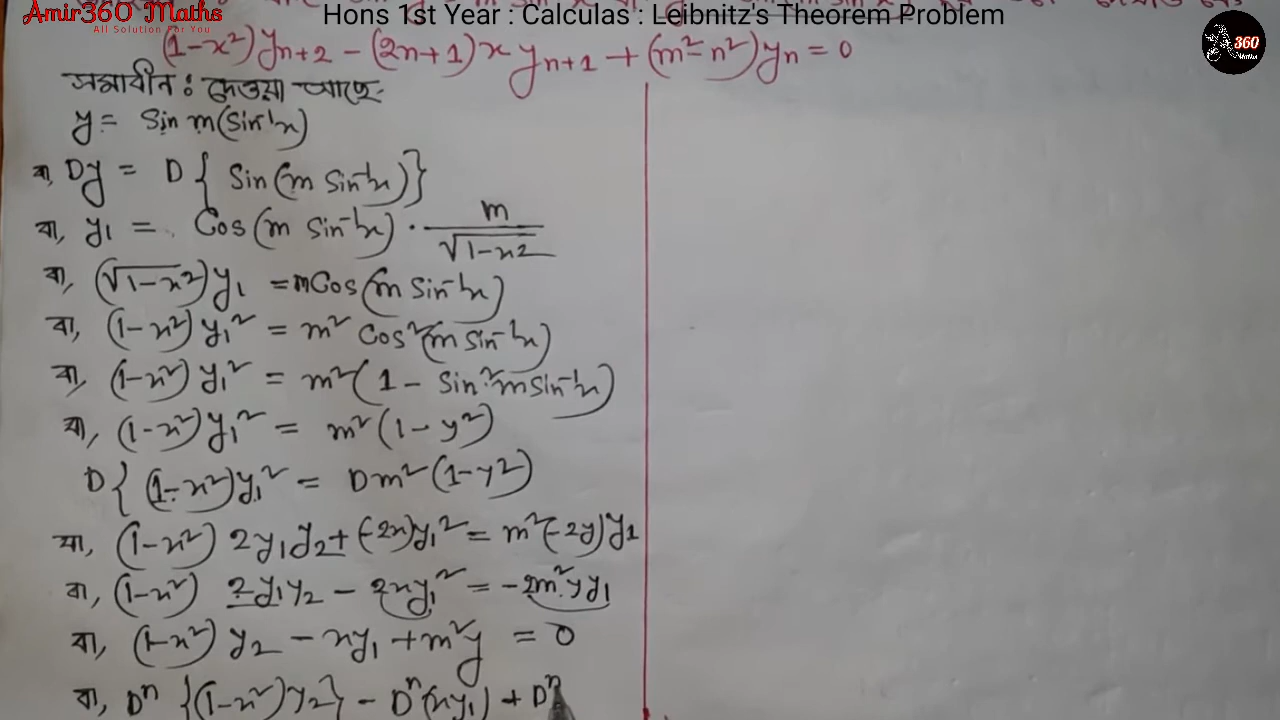 Amir360 Maths
All Solution For You
Hons 1st Year : Calculas : Leibnitz's Theorem Problem
360
Maths
(1-x²)yₙ₊₂ - (2n+1)x yₙ₊₁ + (m²-n²)yₙ = 0
সমাধান : দেওয়া আছে
y = Sin m(Sin⁻¹x)
বা, Dy = D { Sin(m Sin⁻¹x)}
বা, y₁ = Cos(m Sin⁻¹x) · m/√1-x²
বা, (√1-x²)y₁ = mCos(m Sin⁻¹x)
বা, (1-x²) y₁² = m² Cos²(m Sin⁻¹x)
বা, (1-x²) y₁² = m²(1 - Sin²mSin⁻¹x)
বা, (1-x²)y₁² = m²(1-y²)
D{(1-x²)y₁² = Dm²(1-y²)
বা, (1-x²) 2y₁y₂+(-2x)y₁² = m²(-2y)y₁
বা, (1-x²) 2y₁y₂ - 2xy₁² = -2m²yy₁
বা, (1-x²) y₂ - xy₁ + m²y = 0
বা, Dⁿ {(1-x²)y₂} - Dⁿ(xy₁) + Dⁿ